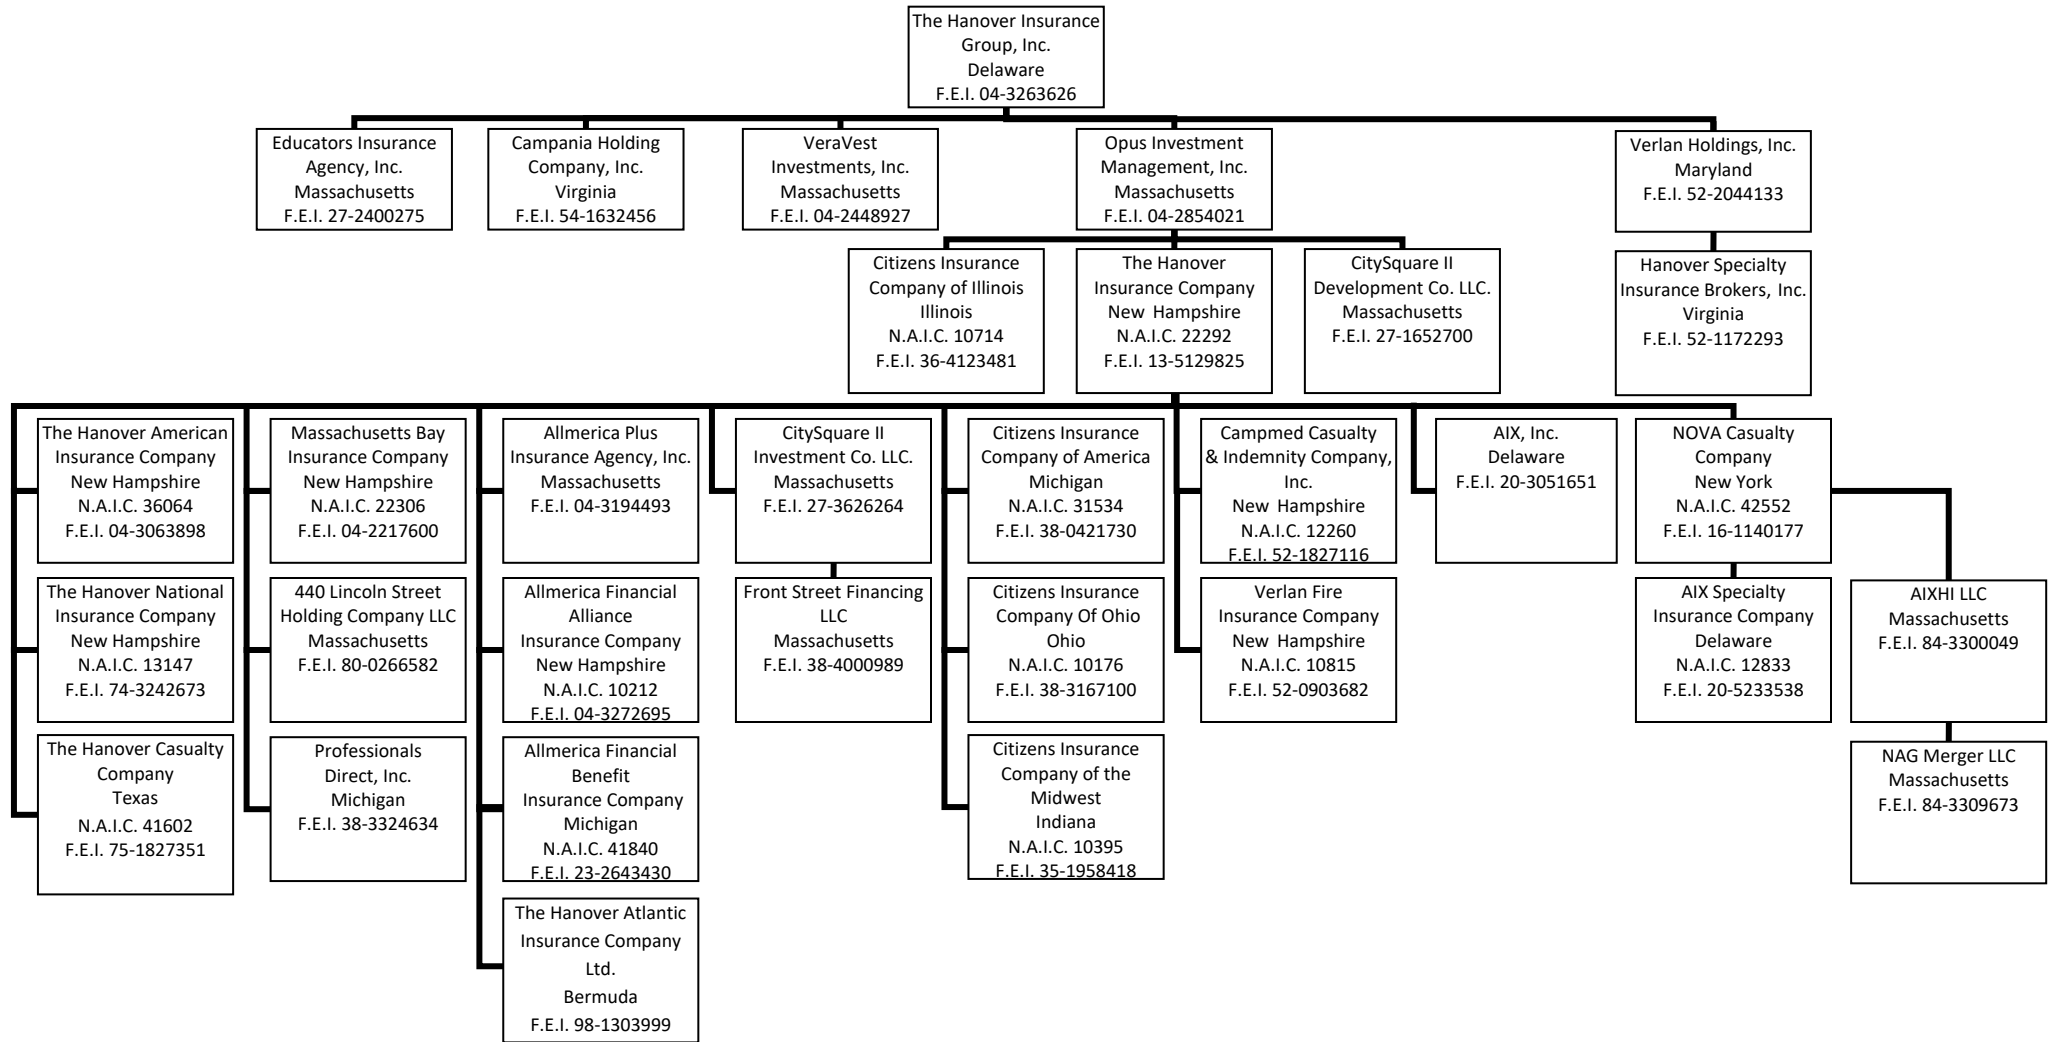 The Hanover Insurance
Group, Inc.
Delaware
F.E.I. 04-3263626
Educators Insurance
Agency, Inc.
Massachusetts
F.E.I. 27-2400275
Campania Holding
Company, Inc.
Virginia
F.E.I. 54-1632456
VeraVest
Investments, Inc.
Massachusetts
F.E.I. 04-2448927
Opus Investment
Management, Inc.
Massachusetts
F.E.I. 04-2854021
Verlan Holdings, Inc.
Maryland
F.E.I. 52-2044133
Citizens Insurance
Company of Illinois
Illinois
N.A.I.C. 10714
F.E.I. 36-4123481
The Hanover
Insurance Company
New Hampshire
N.A.I.C. 22292
F.E.I. 13-5129825
CitySquare II
Development Co. LLC.
Massachusetts
F.E.I. 27-1652700
Hanover Specialty
Insurance Brokers, Inc.
Virginia
F.E.I. 52-1172293
The Hanover American
Insurance Company
New Hampshire
N.A.I.C. 36064
F.E.I. 04-3063898
Massachusetts Bay
Insurance Company
New Hampshire
N.A.I.C. 22306
F.E.I. 04-2217600
Allmerica Plus
Insurance Agency, Inc.
Massachusetts
F.E.I. 04-3194493
CitySquare II
Investment Co. LLC.
Massachusetts
F.E.I. 27-3626264
Citizens Insurance
Company of America
Michigan
N.A.I.C. 31534
F.E.I. 38-0421730
Campmed Casualty
& Indemnity Company,
Inc.
New Hampshire
N.A.I.C. 12260
F.E.I. 52-1827116
AIX, Inc.
Delaware
F.E.I. 20-3051651
NOVA Casualty
Company
New York
N.A.I.C. 42552
F.E.I. 16-1140177
The Hanover National
Insurance Company
New Hampshire
N.A.I.C. 13147
F.E.I. 74-3242673
440 Lincoln Street
Holding Company LLC
Massachusetts
F.E.I. 80-0266582
Allmerica Financial
Alliance
Insurance Company
New Hampshire
N.A.I.C. 10212
F.E.I. 04-3272695
Front Street Financing
LLC
Massachusetts
F.E.I. 38-4000989
Citizens Insurance
Company Of Ohio
Ohio
N.A.I.C. 10176
F.E.I. 38-3167100
Verlan Fire
Insurance Company
New Hampshire
N.A.I.C. 10815
F.E.I. 52-0903682
AIX Specialty
Insurance Company
Delaware
N.A.I.C. 12833
F.E.I. 20-5233538
AIXHI LLC
Massachusetts
F.E.I. 84-3300049
The Hanover Casualty
Company
Texas
N.A.I.C. 41602
F.E.I. 75-1827351
Professionals
Direct, Inc.
Michigan
F.E.I. 38-3324634
Allmerica Financial
Benefit
Insurance Company
Michigan
N.A.I.C. 41840
F.E.I. 23-2643430
Citizens Insurance
Company of the
Midwest
Indiana
N.A.I.C. 10395
F.E.I. 35-1958418
NAG Merger LLC
Massachusetts
F.E.I. 84-3309673
The Hanover Atlantic
Insurance Company
Ltd.
Bermuda
F.E.I. 98-1303999